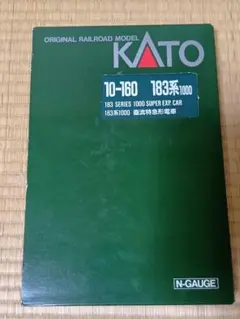 ORIGINAL RAILROAD MODEL
KATO
10-160 183系1000
183 SERIES 1000 SUPER EXP. CAR
183系1000 直流特急形電車
N-GAUGE